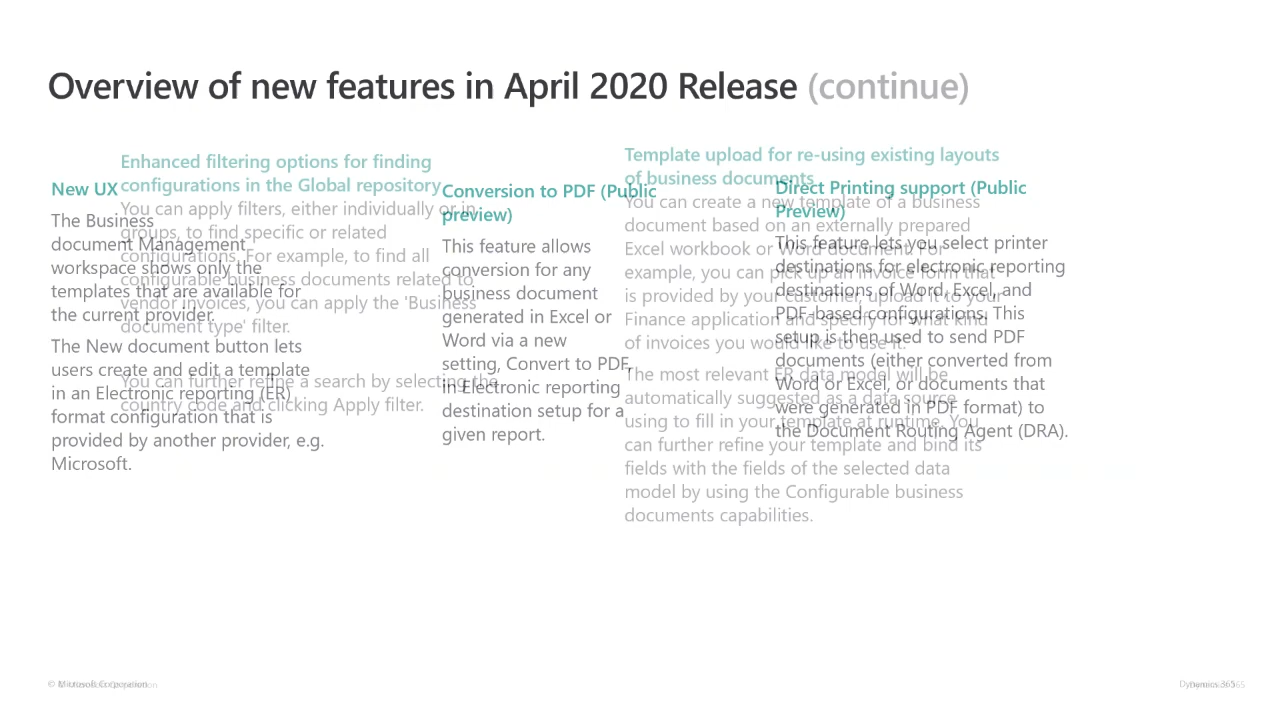 Overview of new features in April 2020 Release (continue)
New UX
The Business
document Management
workspace shows only the
templates that are available for
the current provider.
The New document button lets
users create and edit a template
in an Electronic reporting (ER)
format configuration that is
provided by another provider, e.g.
Microsoft.
Enhanced filtering options for finding
configurations in the Global repository
You can apply filters, either individually or in
groups, to find specific or related
configurations. For example, to find all
configurable business documents related to
vendor invoices, you can apply the 'Business
document type' filter.
You can further refine a search by selecting the
country code and clicking Apply filter.
Conversion to PDF (Public
preview)
This feature allows
conversion for any
business document
generated in Excel or
Word via a new
setting, Convert to PDF,
in Electronic reporting
destination setup for a
given report.
Template upload for re-using existing layouts
of business documents
You can create a new template of a business
document based on an externally prepared
Excel workbook or Word document. For
example, you can pick up an invoice form that
is provided by your customer, upload it to your
Finance application and specify for what kind
of invoices you would like to use it.
The most relevant ER data model will be
automatically suggested as a data source
using to fill in your template at runtime. You
can further refine your template and bind its
fields with the fields of the selected data
model by using the Configurable business
documents capabilities.
Direct Printing support (Public
Preview)
This feature lets you select printer
destinations for electronic reporting
destinations of Word, Excel, and
PDF-based configurations. This
setup is then used to send PDF
documents (either converted from
Word or Excel, or documents that
were generated in PDF format) to
the Document Routing Agent (DRA).
© Microsoft Corporation
Dynamics 365